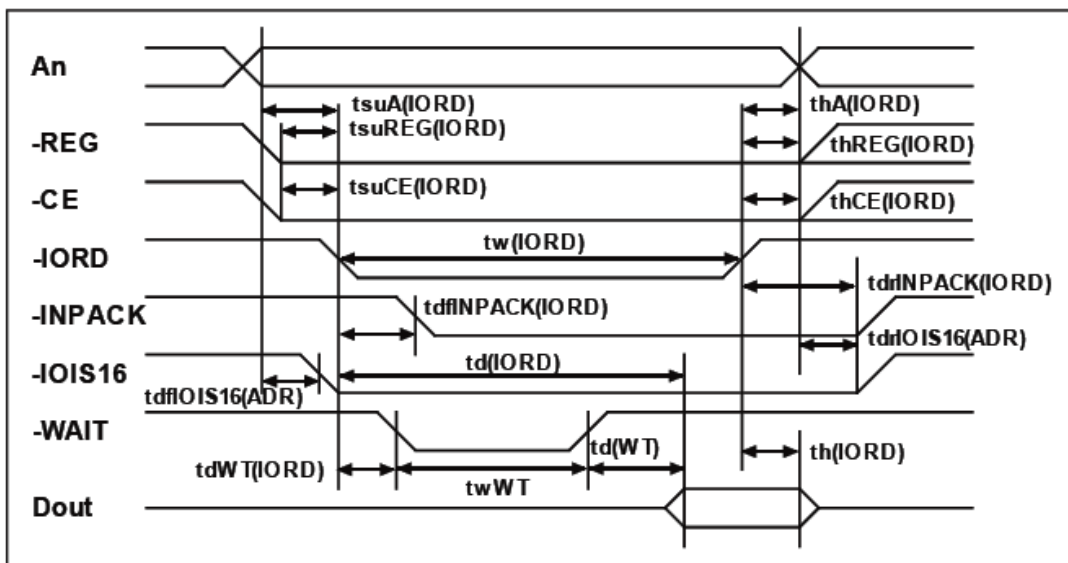 An
tsuA(IORD)
thA(IORD)
tsuREG(IORD)
-REG
thREG(IORD)
-CE
tsuCE(IORD)
thCE(IORD)
-IORD
tw(IORD)
tdrINPACK(IORD)
-INPACK
tdfINPACK(IORD)
tdrIOIS16(ADR)
-IOIS16
td(IORD)
tdfIOIS16(ADR)
-WAIT
td(WT)
th(IORD)
tdWT(IORD)
twWT
Dout